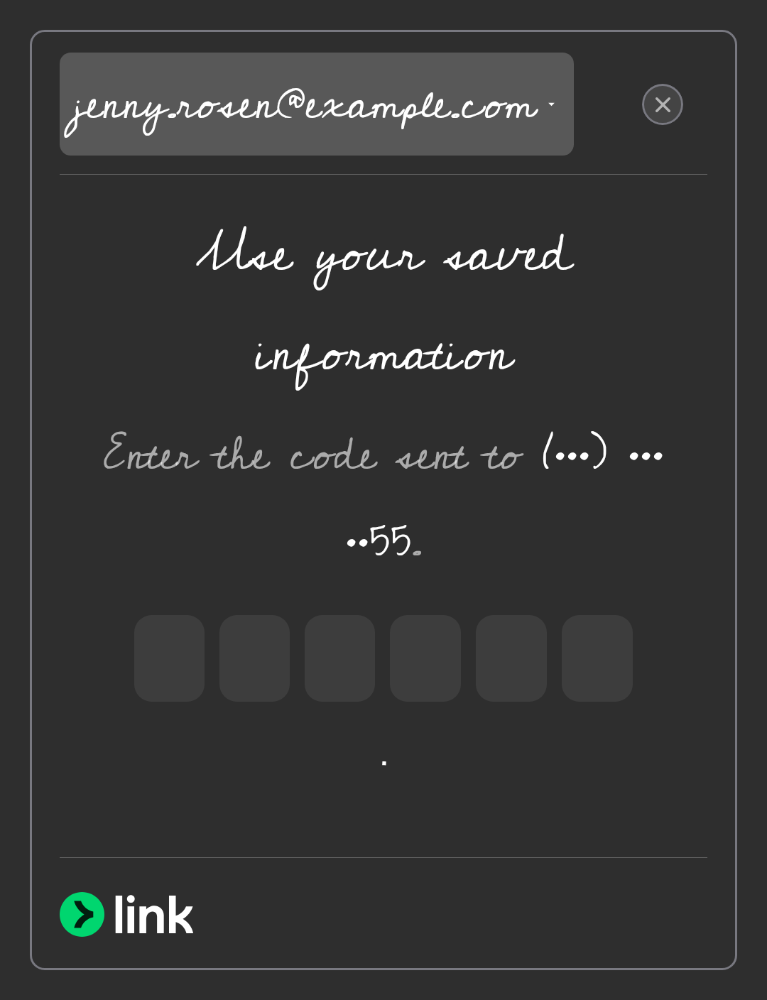 jenny.rosen@example.com
Use your saved
information
Enter the code sent to (•••) •••
••55.
.
link